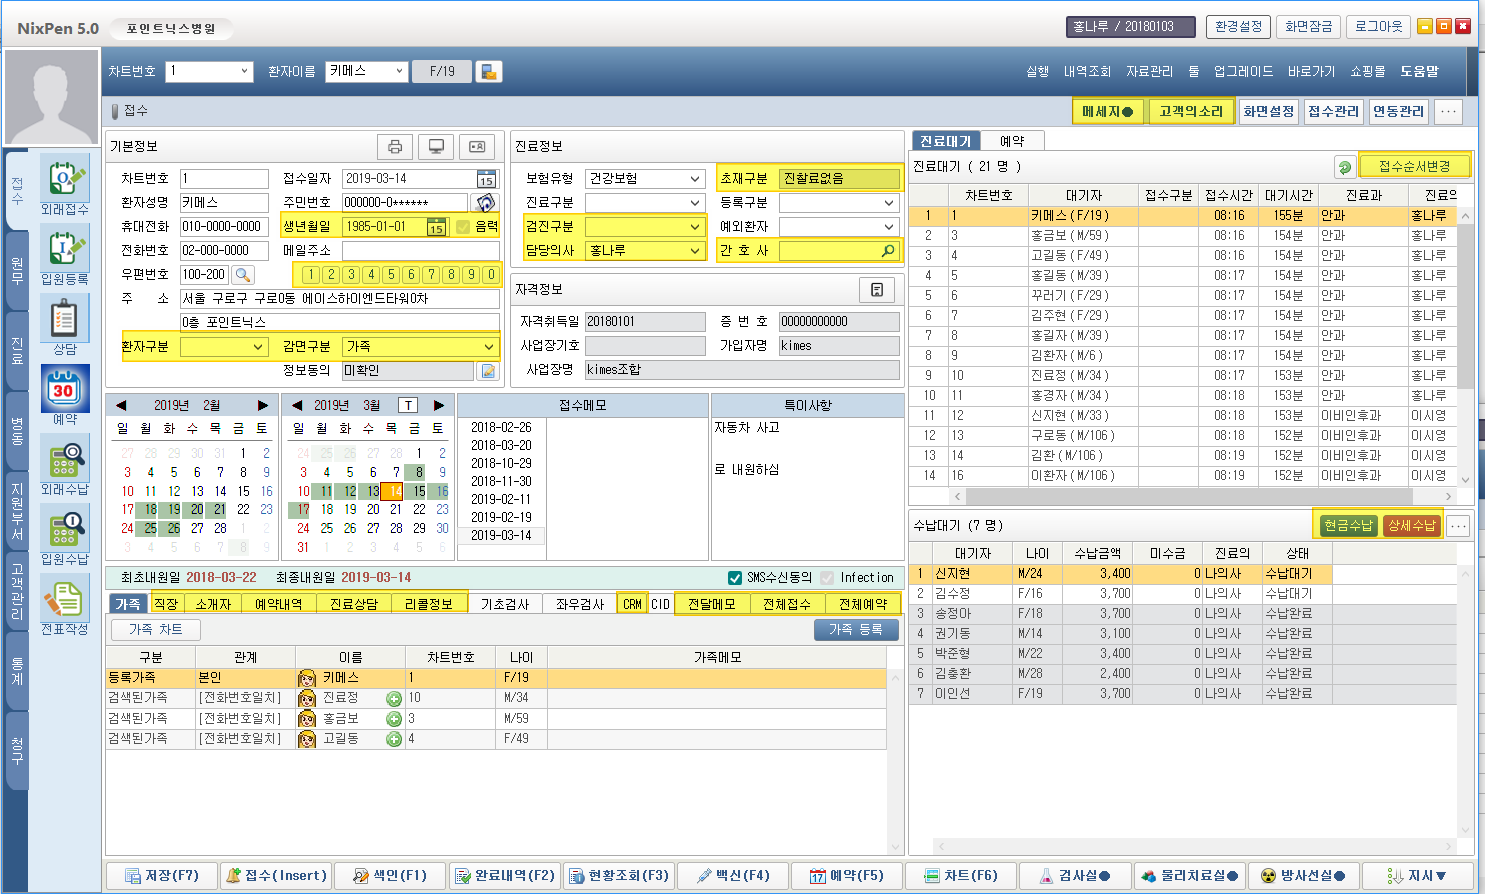 NixPen 5.0 포인트닉스병원 홍나루 / 20180103 환경설정 화면잠금 로그아웃
차트번호 1 환자이름 키메스 F/19 실행 내역조회 자료관리 툴 업그레이드 바로가기 쇼핑몰 도움말
접수 메세지● 고객의소리 화면설정 접수관리 연동관리 ...
접수
원무
진료
병동
지원부서
고객관리
통계
청구
외래접수
입원등록
상담
30
예약
외래수납
입원수납
전표작성
기본정보
차트번호 1 접수일자 2019-03-14 15
환자성명 키메스 주민번호 000000-0******
휴대전화 010-0000-0000 생년월일 1985-01-01 15 음력
전화번호 02-000-0000 메일주소
우편번호 100-200 1 2 3 4 5 6 7 8 9 0
주 소 서울 구로구 구로0동 에이스하이엔드타워0차
0층 포인트닉스
환자구분 감면구분 가족
정보동의 미확인
진료정보
보험유형 건강보험 초재구분 진찰료없음
진료구분 등록구분
검진구분 예외환자
담당의사 홍나루 간 호 사
자격정보
자격취득일 20180101 증 번 호 00000000000
사업장기호 가입자명 kimes
사업장명 kimes조합
◀ 2019년 2월 ▶
일 월 화 수 목 금 토
27 28 29 30 31 1 2
3 4 5 6 7 8 9
10 11 12 13 14 15 16
17 18 19 20 21 22 23
24 25 26 27 28 1 2
3 4 5 6 7 8 9
◀ 2019년 3월 T ▶
일 월 화 수 목 금 토
24 25 26 27 28 1 2
3 4 5 6 7 8 9
10 11 12 13 14 15 16
17 18 19 20 21 22 23
24 25 26 27 28 29 30
31 1 2 3 4 5 6
접수메모
2018-02-26
2018-03-20
2018-10-29
2018-11-30
2019-02-11
2019-02-19
2019-03-14
특이사항
자동차 사고
로 내원하심
최초내원일 2018-03-22 최종내원일 2019-03-14 SMS수신동의 Infection
가족 직장 소개자 예약내역 진료상담 리콜정보 기초검사 좌우검사 CRM CID 전달메모 전체접수 전체예약
가족 차트 가족 등록
구분 관계 이름 차트번호 나이 가족메모
등록가족 본인 키메스 1 F/19
검색된가족 [전화번호일치] 진료정 10 M/34
검색된가족 [전화번호일치] 홍금보 3 M/59
검색된가족 [전화번호일치] 고길동 4 F/49
진료대기 예약
진료대기 ( 21 명 ) 접수순서변경
차트번호 대기자 접수구분 접수시간 대기시간 진료과 진료의
1 1 키메스(F/19) 08:16 155분 안과 홍나루
2 3 홍금보(M/59) 08:16 154분 안과 홍나루
3 4 고길동(F/49) 08:16 154분 안과 홍나루
4 5 홍길동(M/39) 08:17 154분 안과 홍나루
5 6 꾸러기(F/29) 08:17 154분 안과 홍나루
6 7 김주현(F/29) 08:17 154분 안과 홍나루
7 8 홍길자(M/39) 08:17 154분 안과 홍나루
8 9 김환자(M/6) 08:17 154분 안과 홍나루
9 10 진료정(M/34) 08:17 153분 안과 홍나루
10 11 홍경자(M/34) 08:18 153분 안과 홍나루
11 12 신지현(M/33) 08:18 153분 이비인후과 이시영
12 13 구로동(M/106) 08:18 152분 이비인후과 이시영
13 14 김환(M/106) 08:19 152분 이비인후과 이시영
14 16 이환자(M/106) 08:19 152분 이비인후과 이시영
수납대기 (7 명) 현금수납 상세수납 ...
대기자 나이 수납금액 미수금 진료의 상태
1 신지현 M/24 3,400 0 나의사 수납대기
2 김수정 F/16 3,700 0 나의사 수납대기
3 송정아 F/18 3,700 0 나의사 수납완료
4 권기동 M/14 3,100 0 나의사 수납완료
5 박준형 M/22 3,400 0 나의사 수납완료
6 김충환 M/28 2,400 0 나의사 수납완료
7 이인선 F/19 3,700 0 나의사 수납완료
저장(F7) 접수(Insert) 색인(F1) 완료내역(F2) 현황조회(F3) 백신(F4) 17 예약(F5) 차트(F6) 검사실● 물리치료실● 방사선실● 지시▼